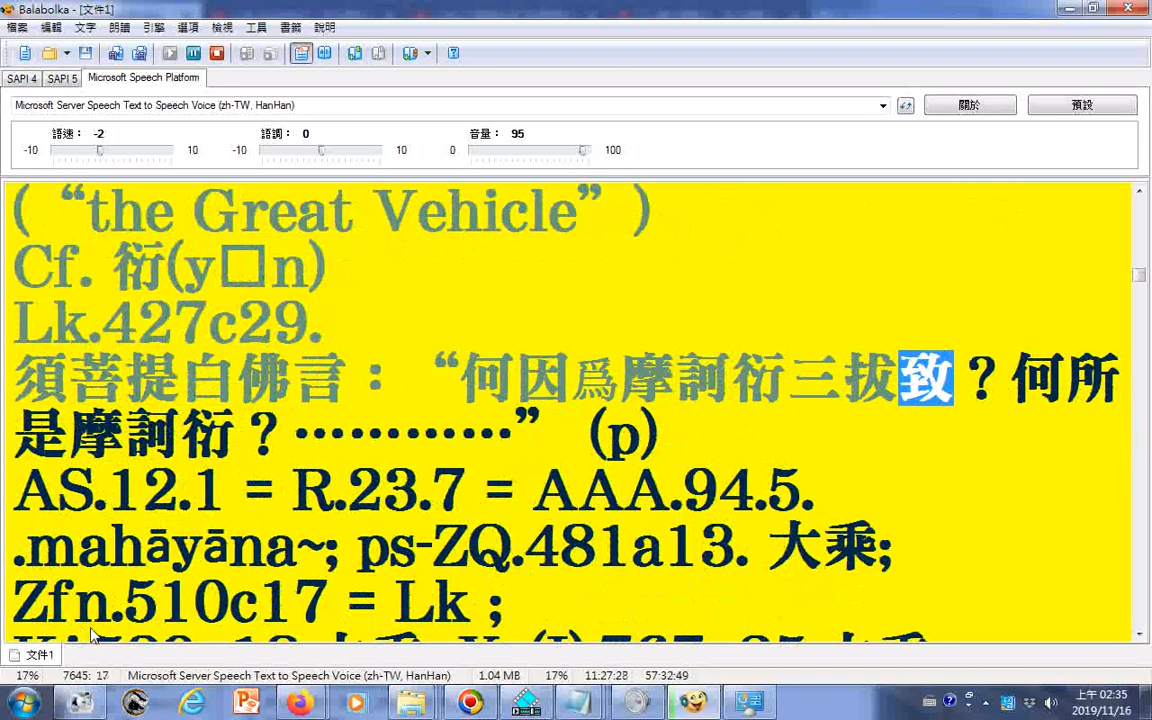 Balabolka - [文件1]
檔案 編輯 文字 朗讀 引擎 選項 檢視 工具 書籤 說明
SAPI 4 SAPI 5 Microsoft Speech Platform
Microsoft Server Speech Text to Speech Voice (zh-TW, HanHan)
關於 預設
語速： -2 語調： 0 音量： 95
-10 10 -10 10 0 100
(“the Great Vehicle”)
Cf. 衍(y□n)
Lk.427c29.
須菩提白佛言：“何因爲摩訶衍三拔致？何所
是摩訶衍？…………” (p)
AS.12.1 = R.23.7 = AAA.94.5.
.mahāyāna~; ps-ZQ.481a13. 大乘;
Zfn.510c17 = Lk ;
文件1
17% 7645: 17 Microsoft Server Speech Text to Speech Voice (zh-TW, HanHan) 1.04 MB 17% 11:27:28 57:32:49
上午 02:35
2019/11/16